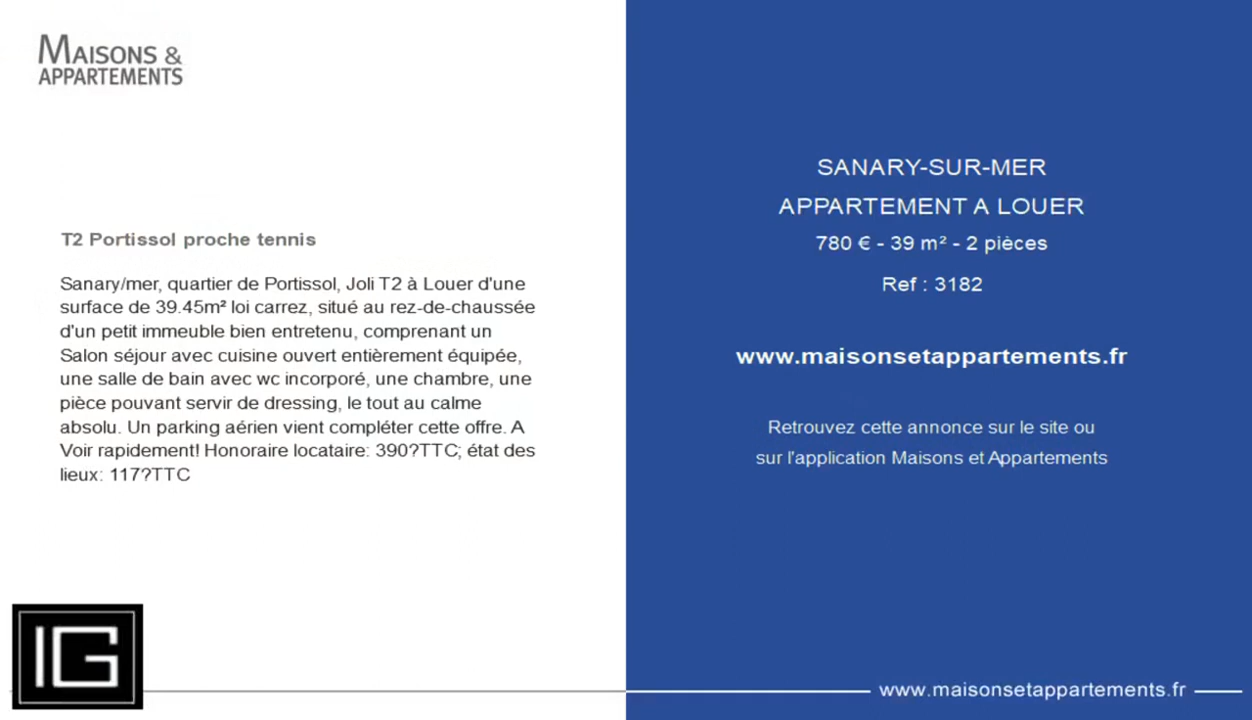 MAISONS &
APPARTEMENTS
T2 Portissol proche tennis
Sanary/mer, quartier de Portissol, Joli T2 à Louer d'une
surface de 39.45m² loi carrez, situé au rez-de-chaussée
d'un petit immeuble bien entretenu, comprenant un
Salon séjour avec cuisine ouvert entièrement équipée,
une salle de bain avec wc incorporé, une chambre, une
pièce pouvant servir de dressing, le tout au calme
absolu. Un parking aérien vient compléter cette offre. A
Voir rapidement! Honoraire locataire: 390?TTC; état des
lieux: 117?TTC
IG
SANARY-SUR-MER
APPARTEMENT A LOUER
780 € - 39 m² - 2 pièces
Ref : 3182
www.maisonsetappartements.fr
Retrouvez cette annonce sur le site ou
sur l'application Maisons et Appartements
www.maisonsetappartements.fr